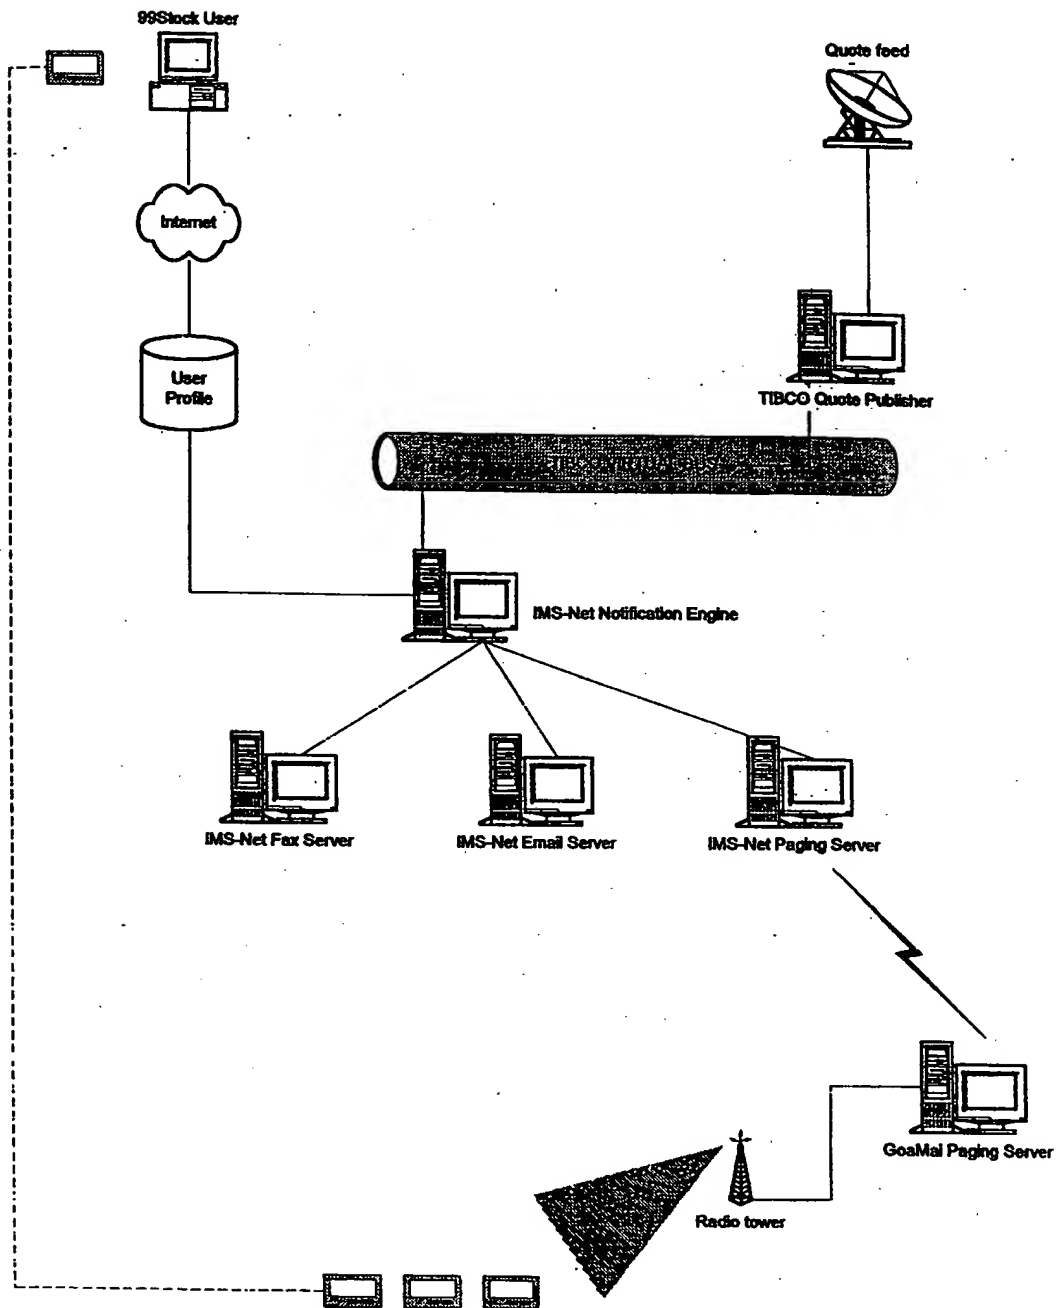 99Stock User
Quote feed
Internet
User
Profile
TIBCO Quote Publisher
IMS-Net Notification Engine
IMS-Net Fax Server
IMS-Net Email Server
IMS-Net Paging Server
GoaMal Paging Server
Radio tower